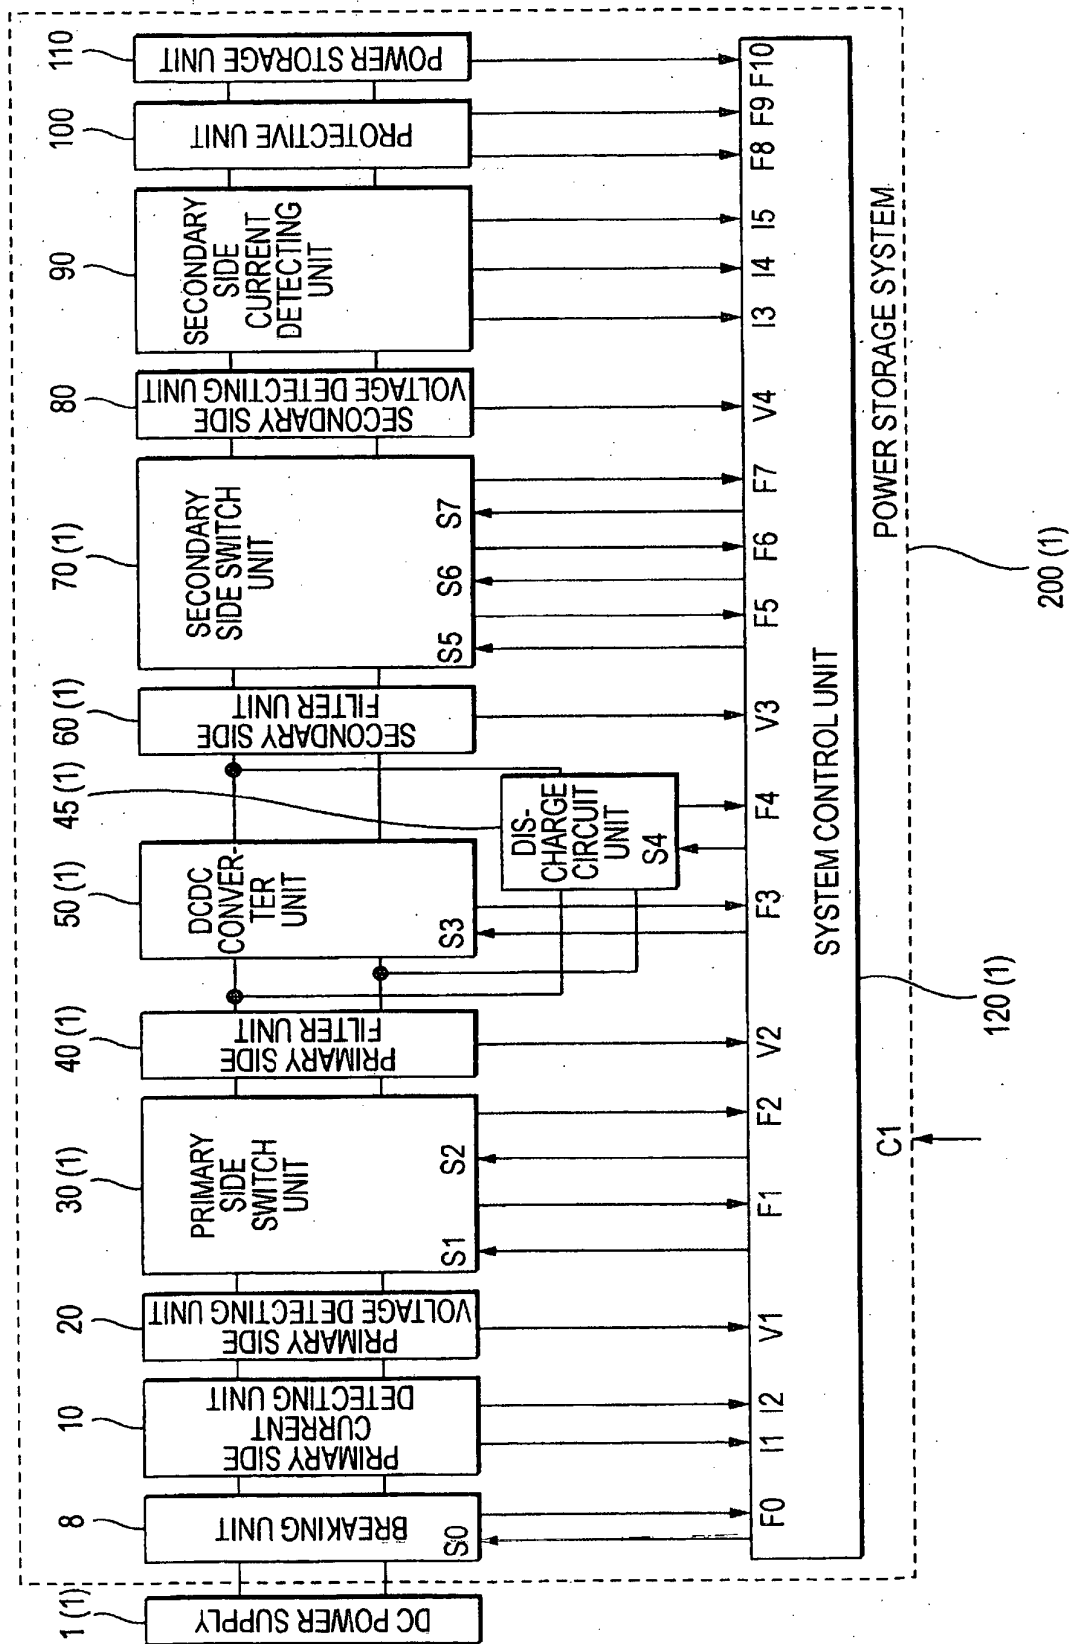 1 (1)
8
10
20
30 (1)
40 (1)
50 (1)
45 (1)
60 (1)
70 (1)
80
90
100
110
DC POWER SUPPLY
BREAKING UNIT
S0
PRIMARY SIDE
CURRENT
DETECTING UNIT
PRIMARY SIDE
VOLTAGE DETECTING UNIT
PRIMARY
SIDE
SWITCH
UNIT
S1
S2
PRIMARY SIDE
FILTER UNIT
DCDC
CONVER-
TER
UNIT
S3
DIS-
CHARGE
CIRCUIT
UNIT
S4
SECONDARY SIDE
FILTER UNIT
SECONDARY
SIDE SWITCH
UNIT
S5
S6
S7
SECONDARY SIDE
VOLTAGE DETECTING UNIT
SECONDARY
SIDE
CURRENT
DETECTING
UNIT
PROTECTIVE UNIT
POWER STORAGE UNIT
F0
I1
I2
V1
F1
F2
V2
F3
F4
V3
F5
F6
F7
V4
I3
I4
I5
F8
F9
F10
SYSTEM CONTROL UNIT
C1
120 (1)
POWER STORAGE SYSTEM
200 (1)